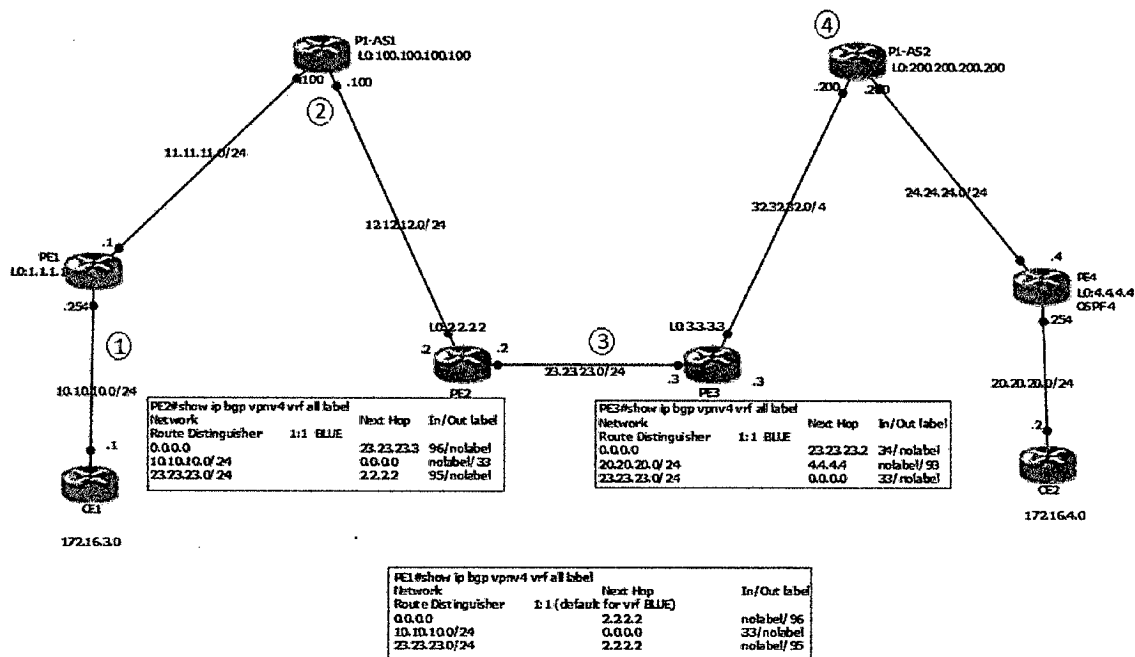 4
P1-AS1
L0:100.100.100.100
P1-AS2
L0:200.200.200.200
.100
.100
.200
.200
2
11.11.11.0/24
24.24.24.0/24
32.32.32.0/4
12.12.12.0/24
.1
PE1
L0:1.1.1.1
.4
PE4
L0:4.4.4.4
OSPF4
.254
.254
1
L0:2.2.2.2
3
L0:3.3.3.3
.2
.2
23.23.23.0/24
.3
.3
PE2
PE3
10.10.10.0/24
20.20.20.0/24
PE2#show ip bgp vpnv4 vrf all label
Network Next Hop In/Out label
Route Distinguisher 1:1 BLUE
0.0.0.0 23.23.23.3 96/nolabel
10.10.10.0/24 0.0.0.0 nolabel/33
23.23.23.0/24 2.2.2.2 95/nolabel
PE3#show ip bgp vpnv4 vrf all label
Network Next Hop In/Out label
Route Distinguisher 1:1 BLUE
0.0.0.0 23.23.23.2 34/nolabel
20.20.20.0/24 4.4.4.4 nolabel/93
23.23.23.0/24 0.0.0.0 33/nolabel
.1
.2
CE1
CE2
172.16.3.0
172.16.4.0
PE1#show ip bgp vpnv4 vrf all label
Network Next Hop In/Out label
Route Distinguisher 1:1 (default for vrf BLUE)
0.0.0.0 2.2.2.2 nolabel/96
10.10.10.0/24 0.0.0.0 33/nolabel
23.23.23.0/24 2.2.2.2 nolabel/95